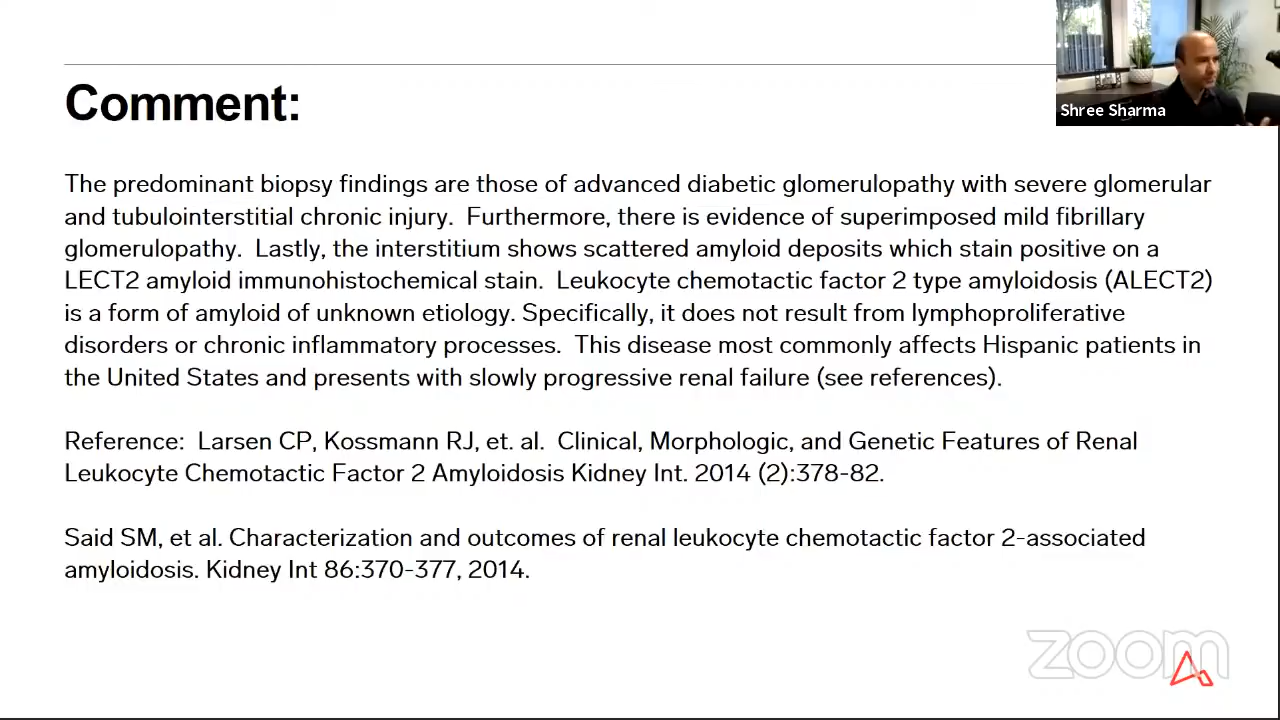 Shree Sharma
Comment:
The predominant biopsy findings are those of advanced diabetic glomerulopathy with severe glomerular
and tubulointerstitial chronic injury.  Furthermore, there is evidence of superimposed mild fibrillary
glomerulopathy.  Lastly, the interstitium shows scattered amyloid deposits which stain positive on a
LECT2 amyloid immunohistochemical stain.  Leukocyte chemotactic factor 2 type amyloidosis (ALECT2)
is a form of amyloid of unknown etiology. Specifically, it does not result from lymphoproliferative
disorders or chronic inflammatory processes.  This disease most commonly affects Hispanic patients in
the United States and presents with slowly progressive renal failure (see references).
Reference:  Larsen CP, Kossmann RJ, et. al.  Clinical, Morphologic, and Genetic Features of Renal
Leukocyte Chemotactic Factor 2 Amyloidosis Kidney Int. 2014 (2):378-82.
Said SM, et al. Characterization and outcomes of renal leukocyte chemotactic factor 2-associated
amyloidosis. Kidney Int 86:370-377, 2014.
zoom